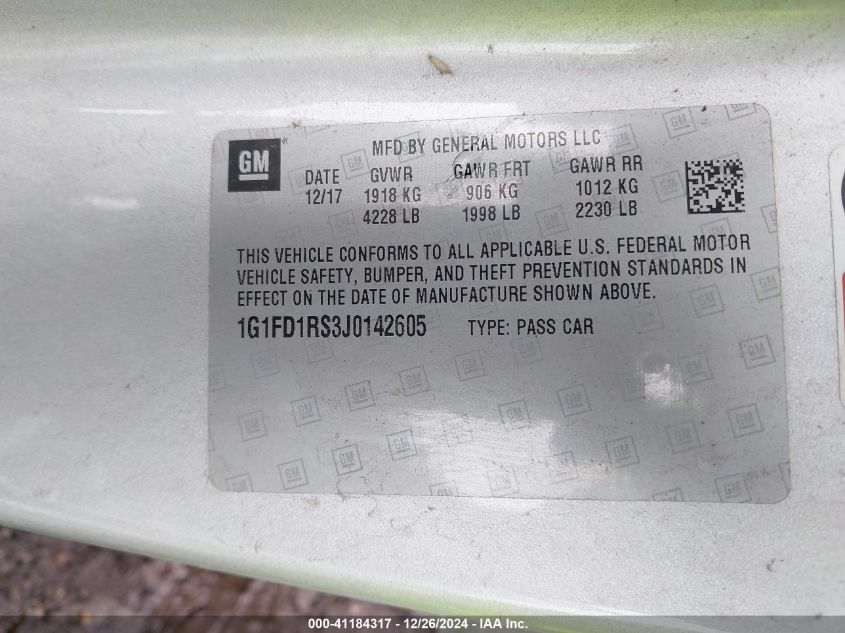 GM
MFD BY GENERAL MOTORS LLC
DATE GVWR GAWR FRT GAWR RR
12/17 1918 KG 906 KG 1012 KG
4228 LB 1998 LB 2230 LB
THIS VEHICLE CONFORMS TO ALL APPLICABLE U.S. FEDERAL MOTOR
VEHICLE SAFETY, BUMPER, AND THEFT PREVENTION STANDARDS IN
EFFECT ON THE DATE OF MANUFACTURE SHOWN ABOVE.
1G1FD1RS3J0142605 TYPE: PASS CAR
000-41184317 - 12/26/2024 - IAA Inc.